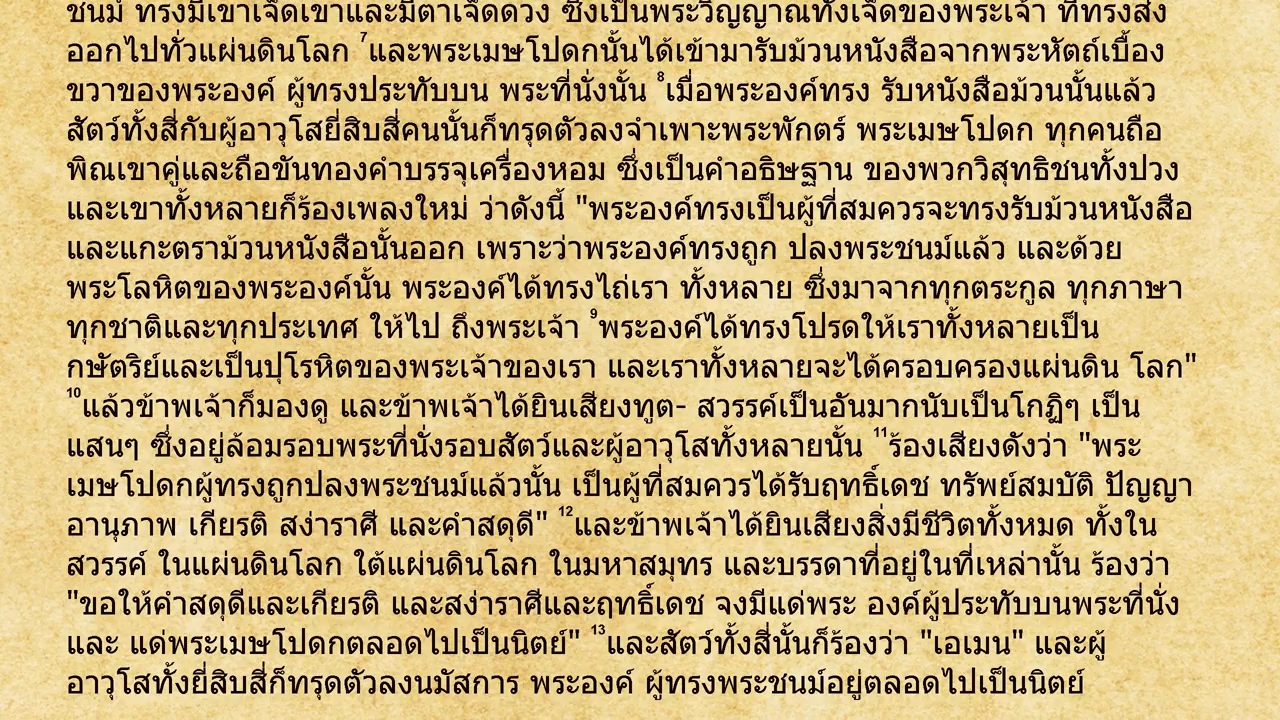 ชนม์ ทรงมีเขาเจ็ดเขาและมีตาเจ็ดดวง ซึ่งเป็นพระวิญญาณทั้งเจ็ดของพระเจ้า ที่ทรงส่ง
ออกไปทั่วแผ่นดินโลก ⁷และพระเมษโปดกนั้นได้เข้ามารับม้วนหนังสือจากพระหัตถ์เบื้อง
ขวาของพระองค์ ผู้ทรงประทับบน พระที่นั่งนั้น ⁸เมื่อพระองค์ทรง รับหนังสือม้วนนั้นแล้ว
สัตว์ทั้งสี่กับผู้อาวุโสยี่สิบสี่คนนั้นก็ทรุดตัวลงจำเพาะพระพักตร์ พระเมษโปดก ทุกคนถือ
พิณเขาคู่และถือขันทองคำบรรจุเครื่องหอม ซึ่งเป็นคำอธิษฐาน ของพวกวิสุทธิชนทั้งปวง
และเขาทั้งหลายก็ร้องเพลงใหม่ ว่าดังนี้ "พระองค์ทรงเป็นผู้ที่สมควรจะทรงรับม้วนหนังสือ
และแกะตราม้วนหนังสือนั้นออก เพราะว่าพระองค์ทรงถูก ปลงพระชนม์แล้ว และด้วย
พระโลหิตของพระองค์นั้น พระองค์ได้ทรงไถ่เรา ทั้งหลาย ซึ่งมาจากทุกตระกูล ทุกภาษา
ทุกชาติและทุกประเทศ ให้ไป ถึงพระเจ้า ⁹พระองค์ได้ทรงโปรดให้เราทั้งหลายเป็น
กษัตริย์และเป็นปุโรหิตของพระเจ้าของเรา และเราทั้งหลายจะได้ครอบครองแผ่นดิน โลก"
¹⁰แล้วข้าพเจ้าก็มองดู และข้าพเจ้าได้ยินเสียงทูต- สวรรค์เป็นอันมากนับเป็นโกฏิๆ เป็น
แสนๆ ซึ่งอยู่ล้อมรอบพระที่นั่งรอบสัตว์และผู้อาวุโสทั้งหลายนั้น ¹¹ร้องเสียงดังว่า "พระ
เมษโปดกผู้ทรงถูกปลงพระชนม์แล้วนั้น เป็นผู้ที่สมควรได้รับฤทธิ์เดช ทรัพย์สมบัติ ปัญญา
อานุภาพ เกียรติ สง่าราศี และคำสดุดี" ¹²และข้าพเจ้าได้ยินเสียงสิ่งมีชีวิตทั้งหมด ทั้งใน
สวรรค์ ในแผ่นดินโลก ใต้แผ่นดินโลก ในมหาสมุทร และบรรดาที่อยู่ในที่เหล่านั้น ร้องว่า
"ขอให้คำสดุดีและเกียรติ และสง่าราศีและฤทธิ์เดช จงมีแด่พระ องค์ผู้ประทับบนพระที่นั่ง
และ แด่พระเมษโปดกตลอดไปเป็นนิตย์" ¹³และสัตว์ทั้งสี่นั้นก็ร้องว่า "เอเมน" และผู้
อาวุโสทั้งยี่สิบสี่ก็ทรุดตัวลงนมัสการ พระองค์ ผู้ทรงพระชนม์อยู่ตลอดไปเป็นนิตย์